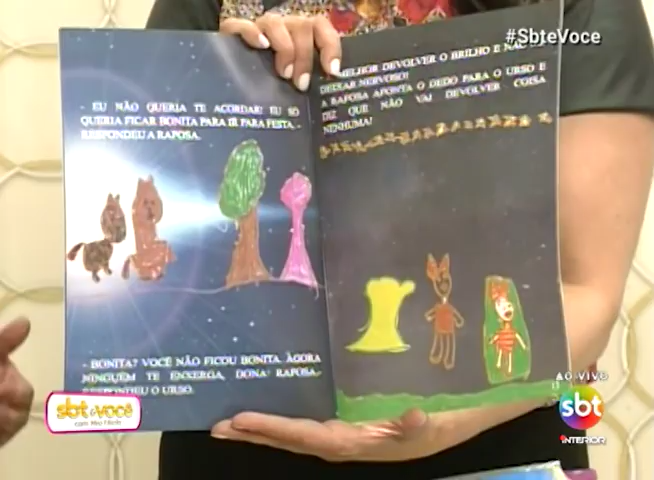 #SbteVoce
- EU NÃO QUERIA TE ACORDAR! EU SÓ
QUERIA FICAR BONITA PARA IR PARA FESTA. -
RESPONDEU A RAPOSA.
- BONITA? VOCÊ NÃO FICOU BONITA. AGORA
NINGUÉM TE ENXERGA, DONA RAPOSA.-
RESPONDEU O URSO.
MELHOR DEVOLVER O BRILHO E
DEIXAR NERVOSO!
A RAPOSA APONTA O DEDO PARA O URSO E
DIZ QUE NÃO VAI DEVOLVER COISA
NENHUMA!
sbt e você
AO VIVO
sbt
INTERIOR